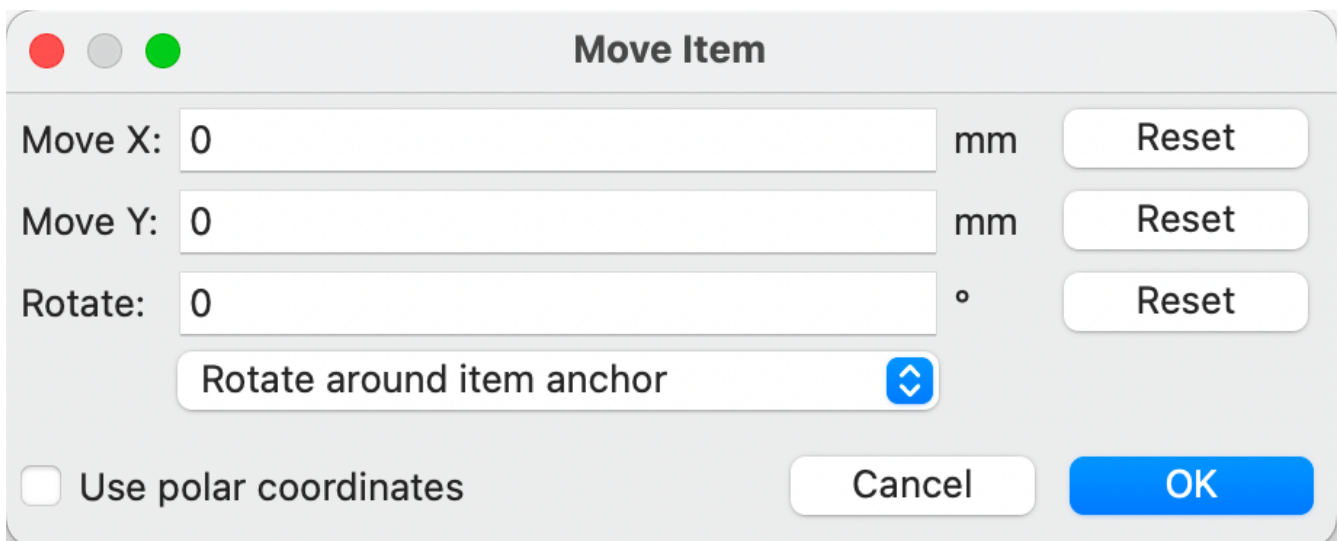 Move Item
Move X: 0 mm Reset
Move Y: 0 mm Reset
Rotate: 0 ° Reset
Rotate around item anchor
Use polar coordinates Cancel OK